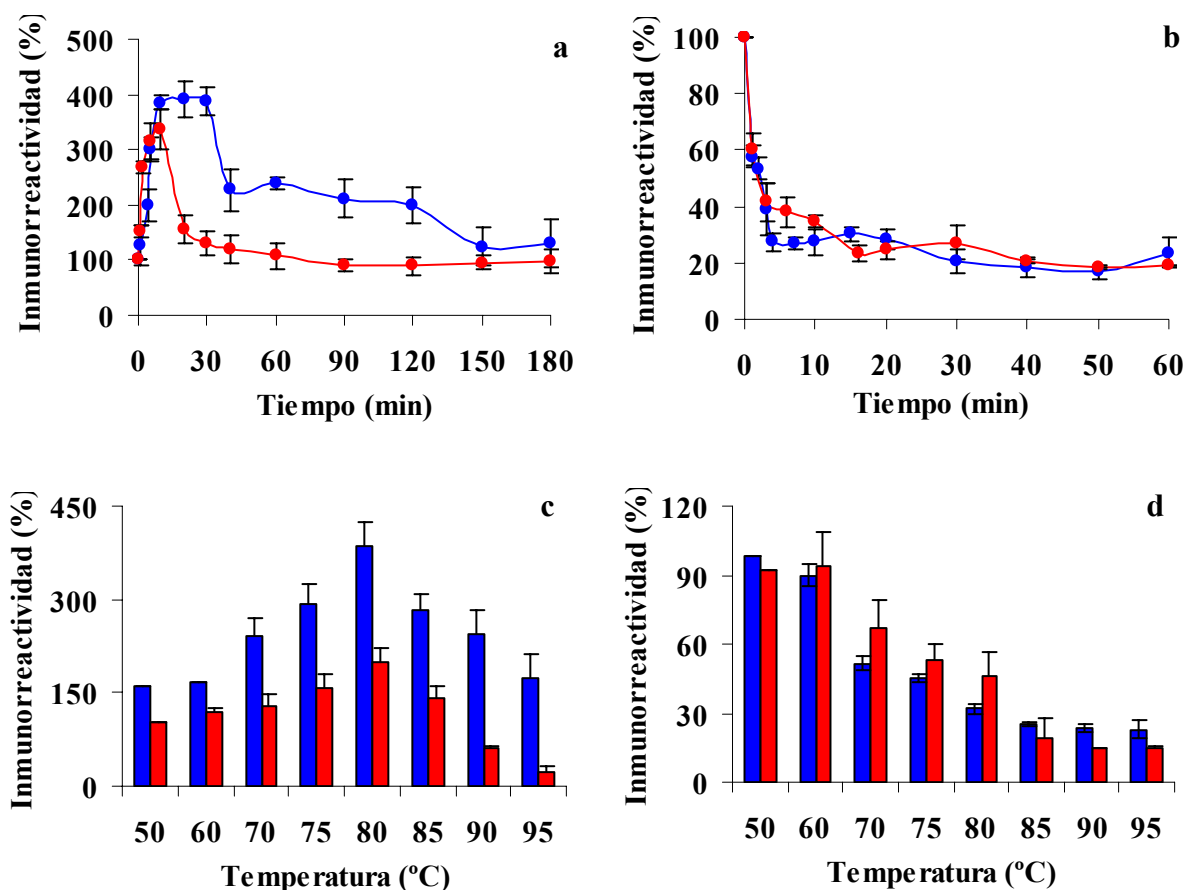 Inmunorreactividad (%)
500
400
300
200
100
0
a
0 30 60 90 120 150 180
Tiempo (min)
Inmunorreactividad (%)
100
80
60
40
20
0
b
0 10 20 30 40 50 60
Tiempo (min)
Inmunorreactividad (%)
450
300
150
0
c
50 60 70 75 80 85 90 95
Temperatura (ºC)
Inmunorreactividad (%)
120
90
60
30
0
d
50 60 70 75 80 85 90 95
Temperatura (ºC)